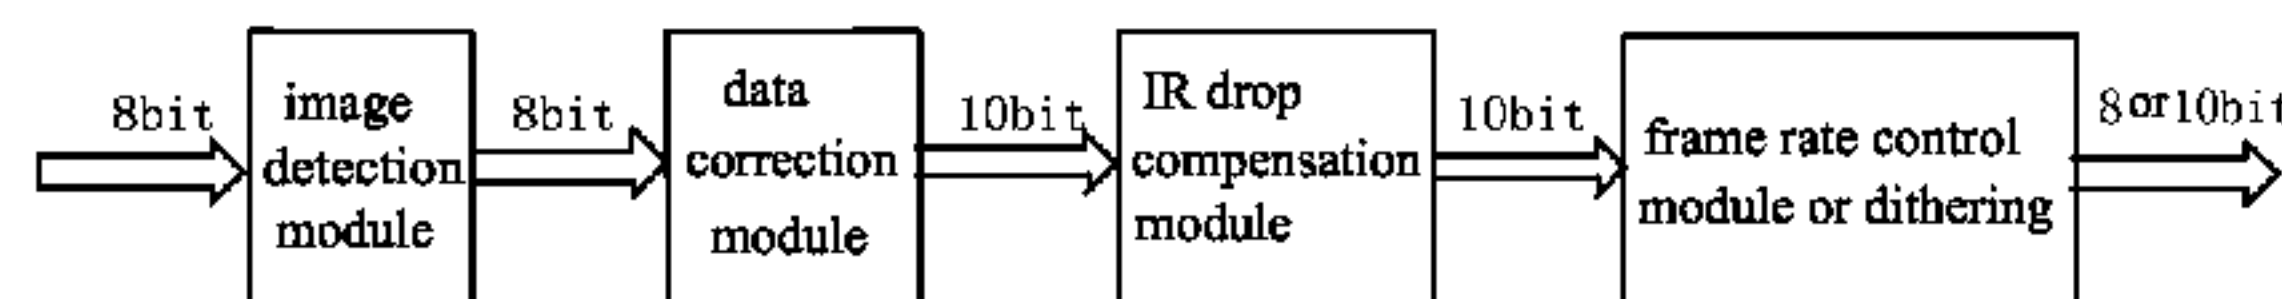 8bit
image
detection
module
8bit
data
correction
module
10bit
IR drop
compensation
module
10bit
frame rate control
module or dithering
8 or 10bit